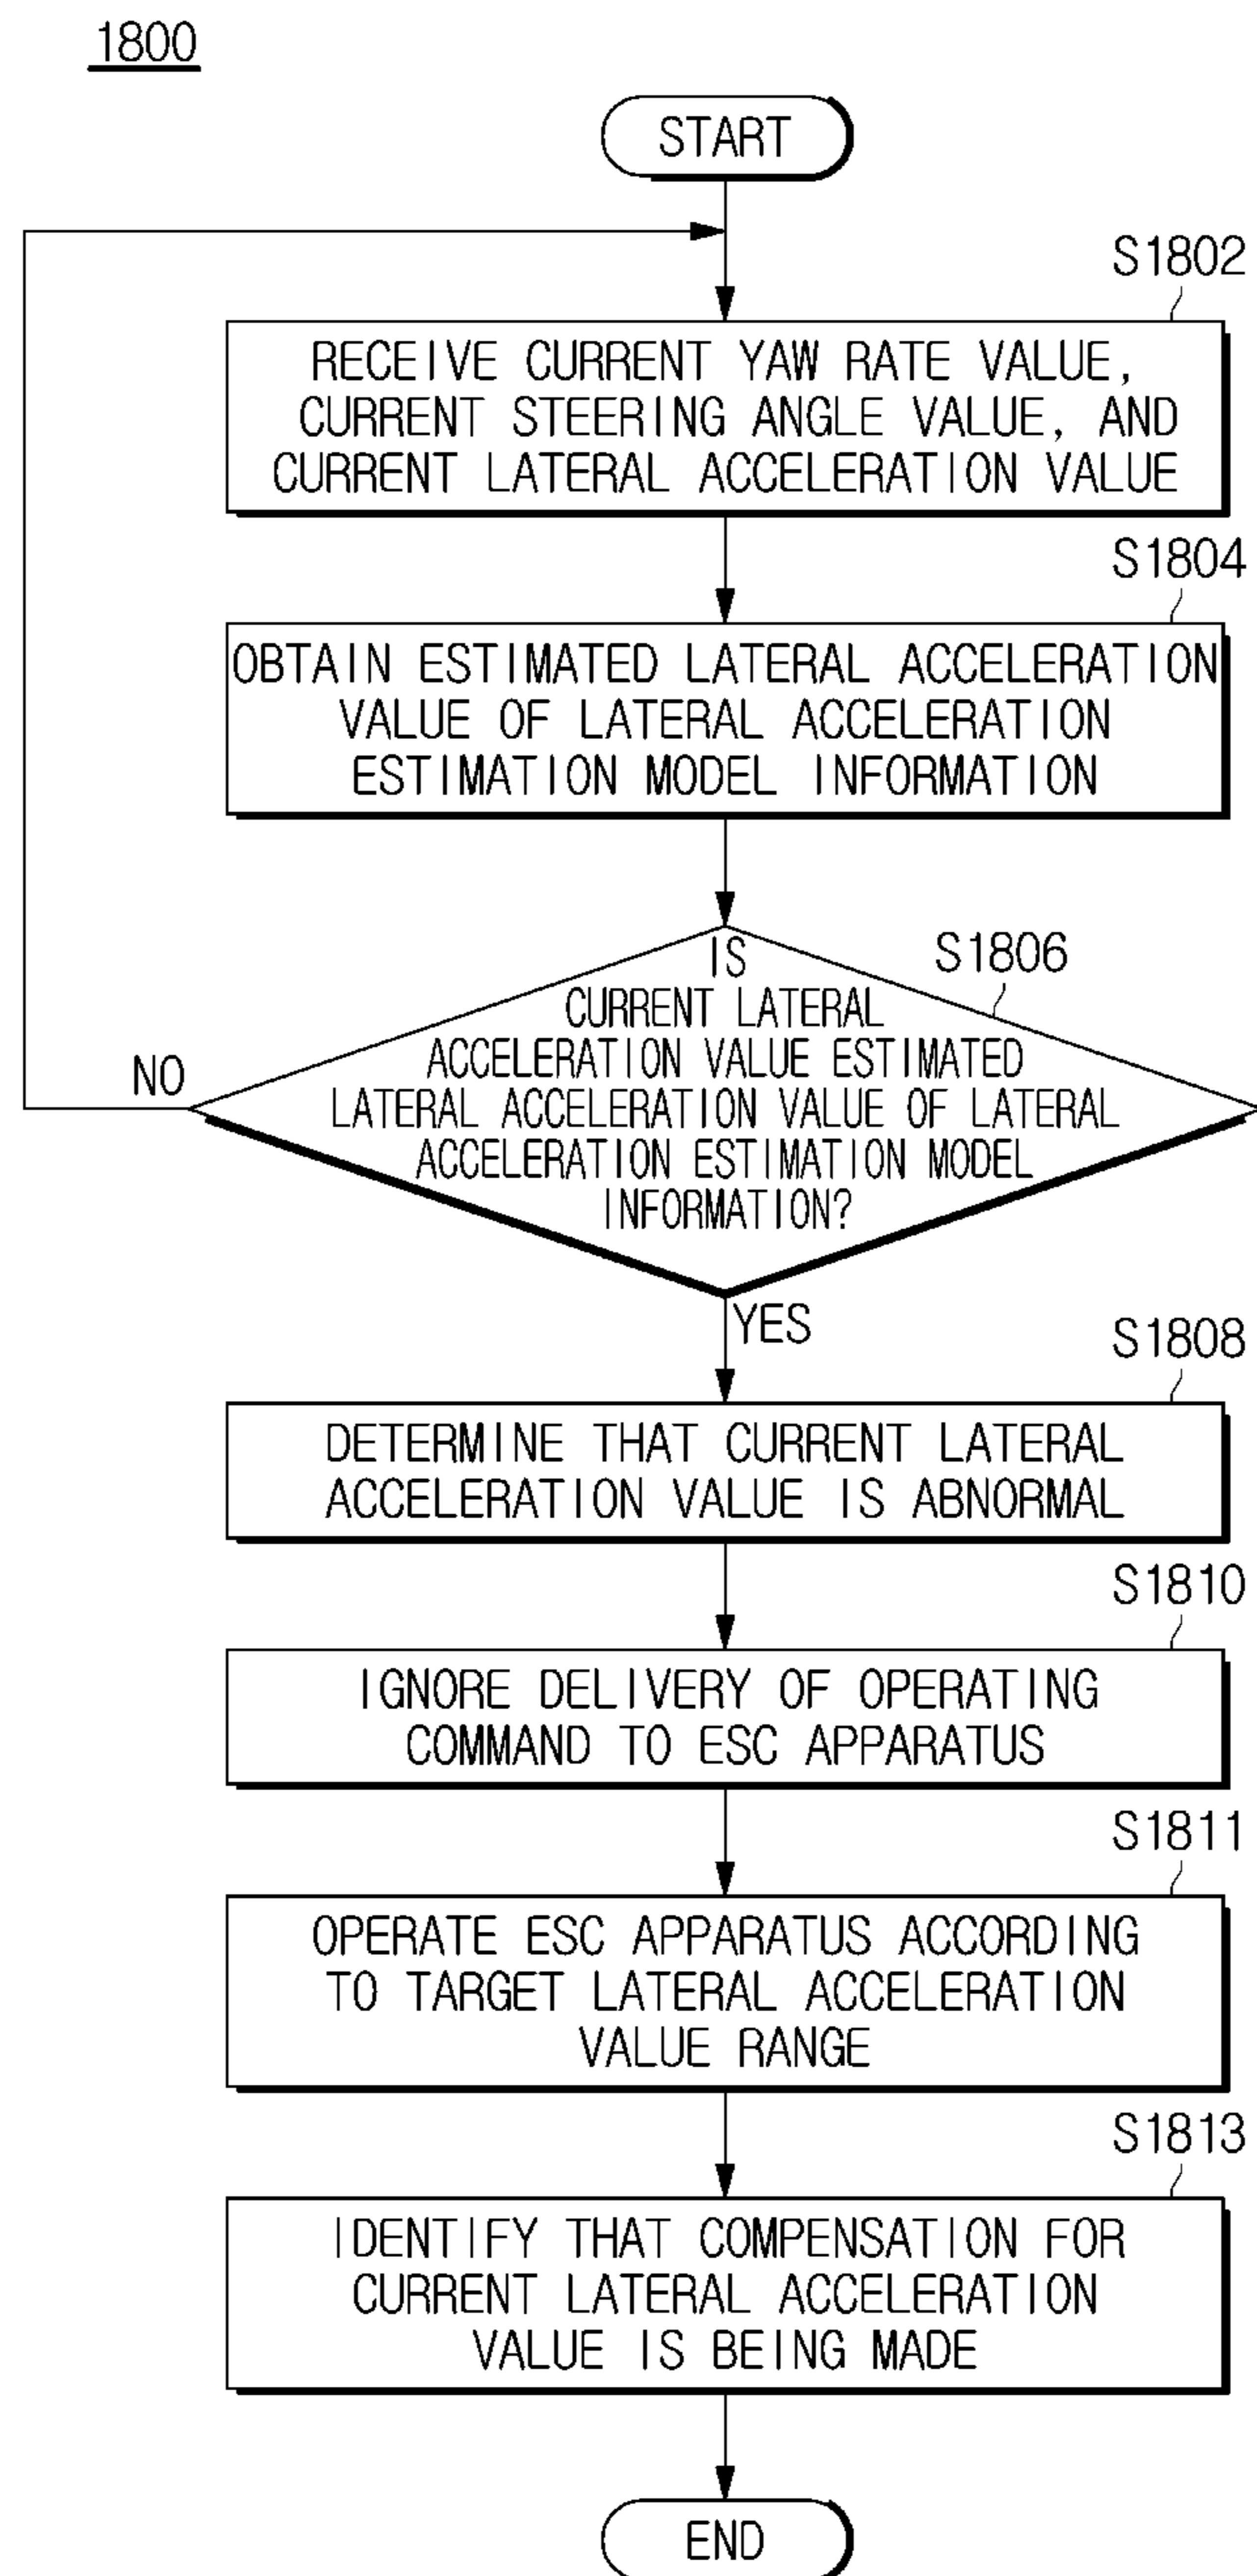 1800
START
S1802
RECEIVE CURRENT YAW RATE VALUE,
CURRENT STEERING ANGLE VALUE, AND
CURRENT LATERAL ACCELERATION VALUE
S1804
OBTAIN ESTIMATED LATERAL ACCELERATION
VALUE OF LATERAL ACCELERATION
ESTIMATION MODEL INFORMATION
S1806
IS
CURRENT LATERAL
ACCELERATION VALUE ESTIMATED
LATERAL ACCELERATION VALUE OF LATERAL
ACCELERATION ESTIMATION MODEL
INFORMATION?
NO
YES
S1808
DETERMINE THAT CURRENT LATERAL
ACCELERATION VALUE IS ABNORMAL
S1810
IGNORE DELIVERY OF OPERATING
COMMAND TO ESC APPARATUS
S1811
OPERATE ESC APPARATUS ACCORDING
TO TARGET LATERAL ACCELERATION
VALUE RANGE
S1813
IDENTIFY THAT COMPENSATION FOR
CURRENT LATERAL ACCELERATION
VALUE IS BEING MADE
END